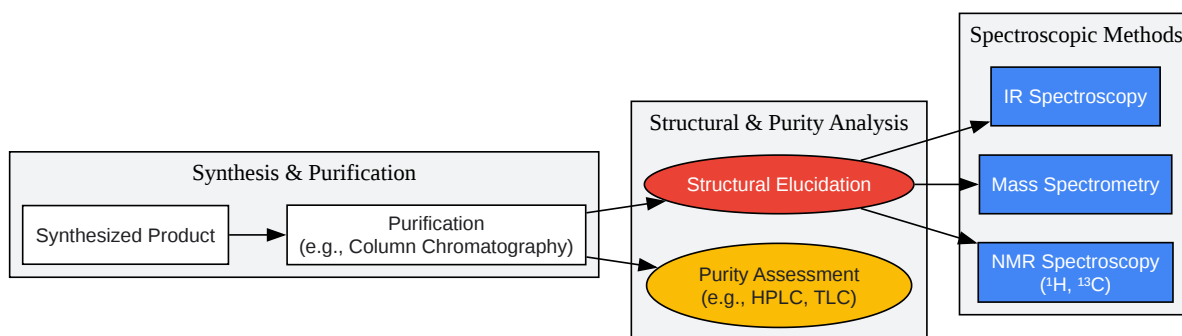 Synthesis & Purification
Synthesized Product
Purification
(e.g., Column Chromatography)
Structural & Purity Analysis
Structural Elucidation
Purity Assessment
(e.g., HPLC, TLC)
Spectroscopic Methods
IR Spectroscopy
Mass Spectrometry
NMR Spectroscopy
(¹H, ¹³C)